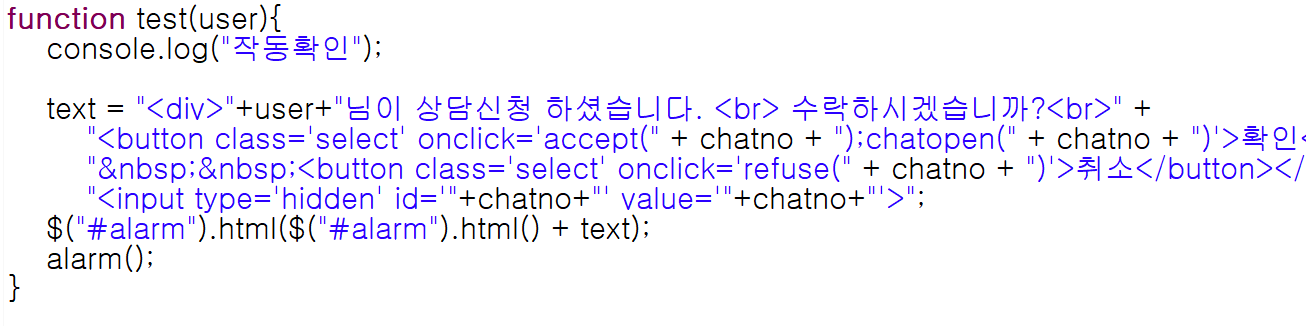 function test(user){
console.log("작동확인");
text = "<div>"+user+"님이 상담신청 하셨습니다. <br> 수락하시겠습니까?<br>" +
"<button class='select' onclick='accept(" + chatno + ");chatopen(" + chatno + ")'>확인<
"&nbsp;&nbsp;<button class='select' onclick='refuse(" + chatno + ")'>취소</button></
"<input type='hidden' id='"+chatno+"' value='"+chatno+"'>";
$("#alarm").html($("#alarm").html() + text);
alarm();
}